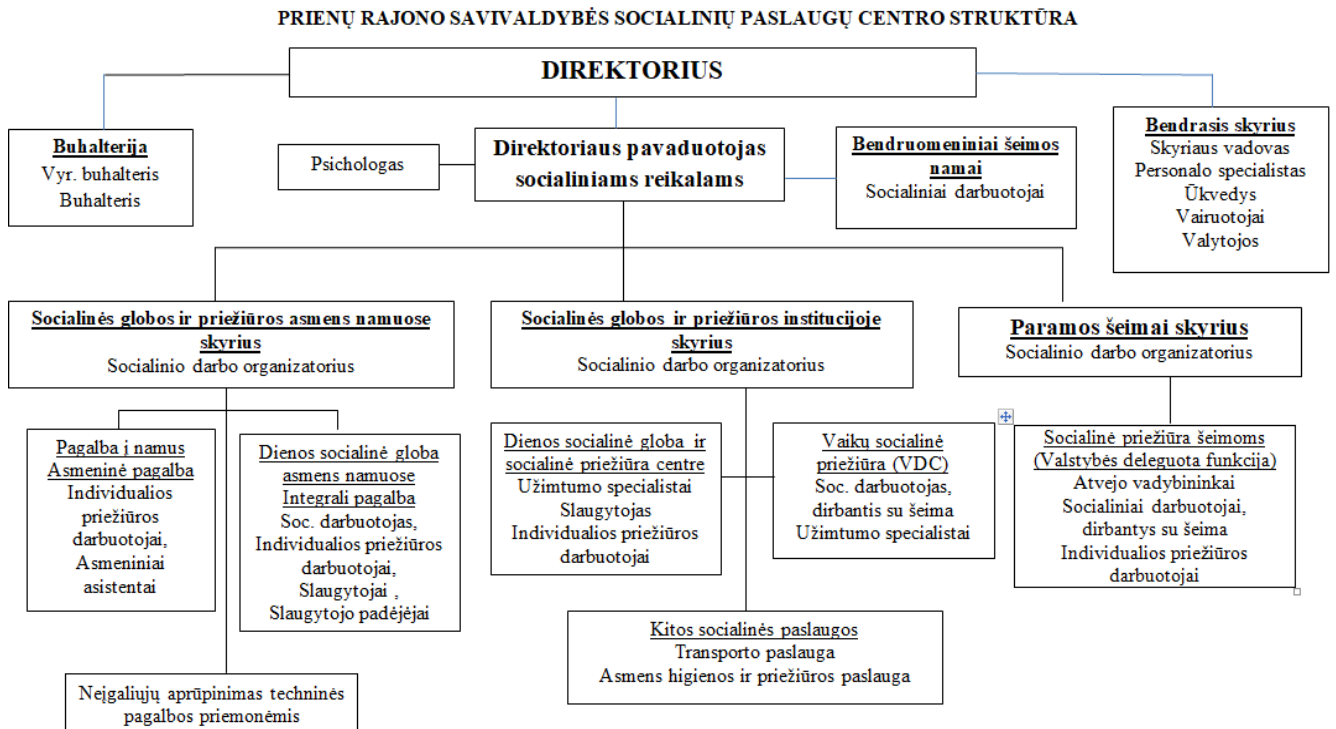 PRIENŲ RAJONO SAVIVALDYBĖS SOCIALINIŲ PASLAUGŲ CENTRO STRUKTŪRA
DIREKTORIUS
Buhalterija
Vyr. buhalteris
Buhalteris
Psichologas
Direktoriaus pavaduotojas
socialiniams reikalams
Bendruomeniniai šeimos
namai
Socialiniai darbuotojai
Bendrasis skyrius
Skyriaus vadovas
Personalo specialistas
Ūkvedys
Vairuotojai
Valytojos
Socialinės globos ir priežiūros asmens namuose
skyrius
Socialinio darbo organizatorius
Socialinės globos ir priežiūros institucijoje
skyrius
Socialinio darbo organizatorius
Paramos šeimai skyrius
Socialinio darbo organizatorius
Pagalba į namus
Asmeninė pagalba
Individualios
priežiūros
darbuotojai,
Asmeniniai
asistentai
Dienos socialinė globa
asmens namuose
Integrali pagalba
Soc. darbuotojas,
Individualios priežiūros
darbuotojai,
Slaugytojai ,
Slaugytojo padėjėjai
Dienos socialinė globa ir
socialinė priežiūra centre
Užimtumo specialistai
Slaugytojas
Individualios priežiūros
darbuotojai
Vaikų socialinė
priežiūra (VDC)
Soc. darbuotojas,
dirbantis su šeima
Užimtumo specialistai
Socialinė priežiūra šeimoms
(Valstybės deleguota funkcija)
Atvejo vadybininkai
Socialiniai darbuotojai,
dirbantys su šeima
Individualios priežiūros
darbuotojai
Kitos socialinės paslaugos
Transporto paslauga
Asmens higienos ir priežiūros paslauga
Neįgaliųjų aprūpinimas techninės
pagalbos priemonėmis